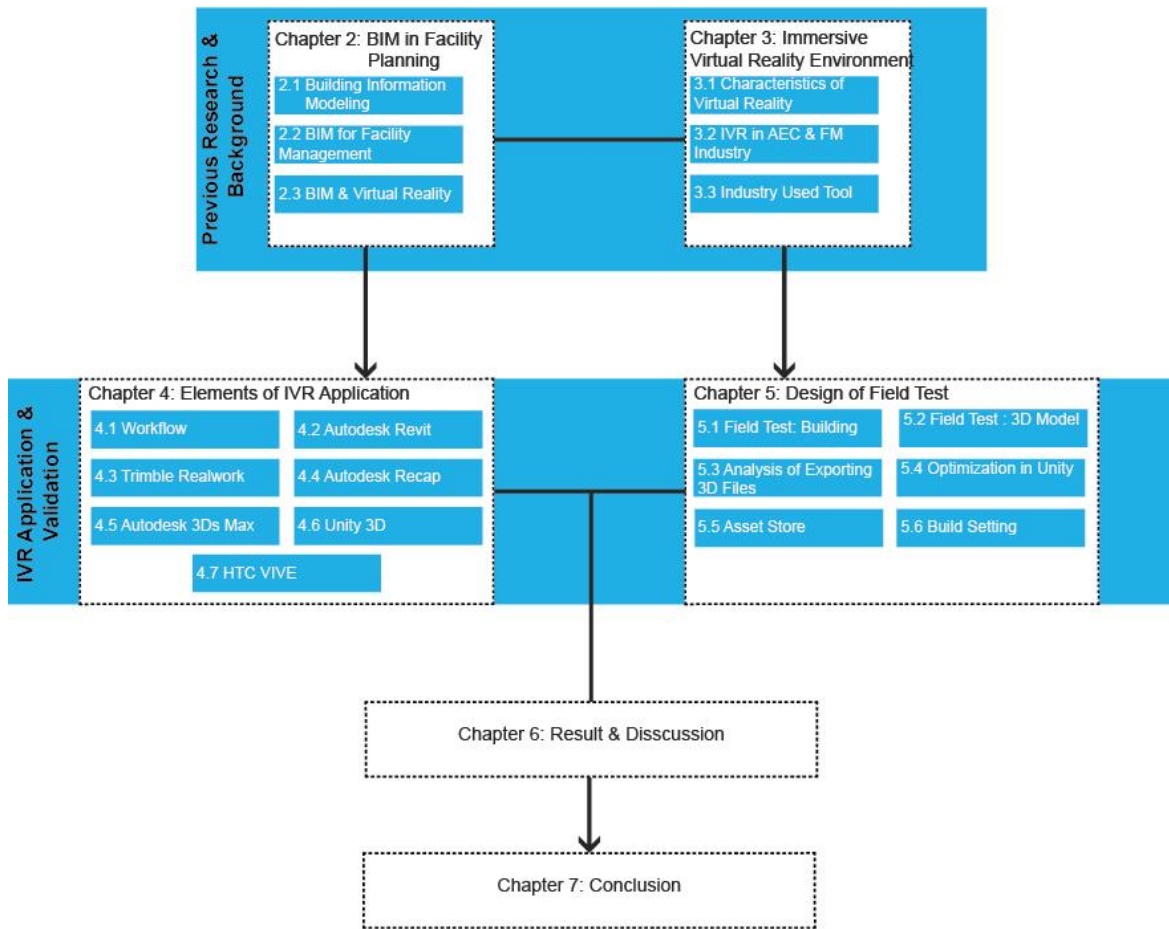 Previous Research &
Background
Chapter 2: BIM in Facility
Planning
2.1 Building Information
Modeling
2.2 BIM for Facility
Management
2.3 BIM & Virtual Reality
Chapter 3: Immersive
Virtual Reality Environment
3.1 Characteristics of
Virtual Reality
3.2 IVR in AEC & FM
Industry
3.3 Industry Used Tool
IVR Application &
Validation
Chapter 4: Elements of IVR Application
4.1 Workflow
4.2 Autodesk Revit
4.3 Trimble Realwork
4.4 Autodesk Recap
4.5 Autodesk 3Ds Max
4.6 Unity 3D
4.7 HTC VIVE
Chapter 5: Design of Field Test
5.1 Field Test: Building
5.2 Field Test : 3D Model
5.3 Analysis of Exporting
3D Files
5.4 Optimization in Unity
5.5 Asset Store
5.6 Build Setting
Chapter 6: Result & Disscussion
Chapter 7: Conclusion